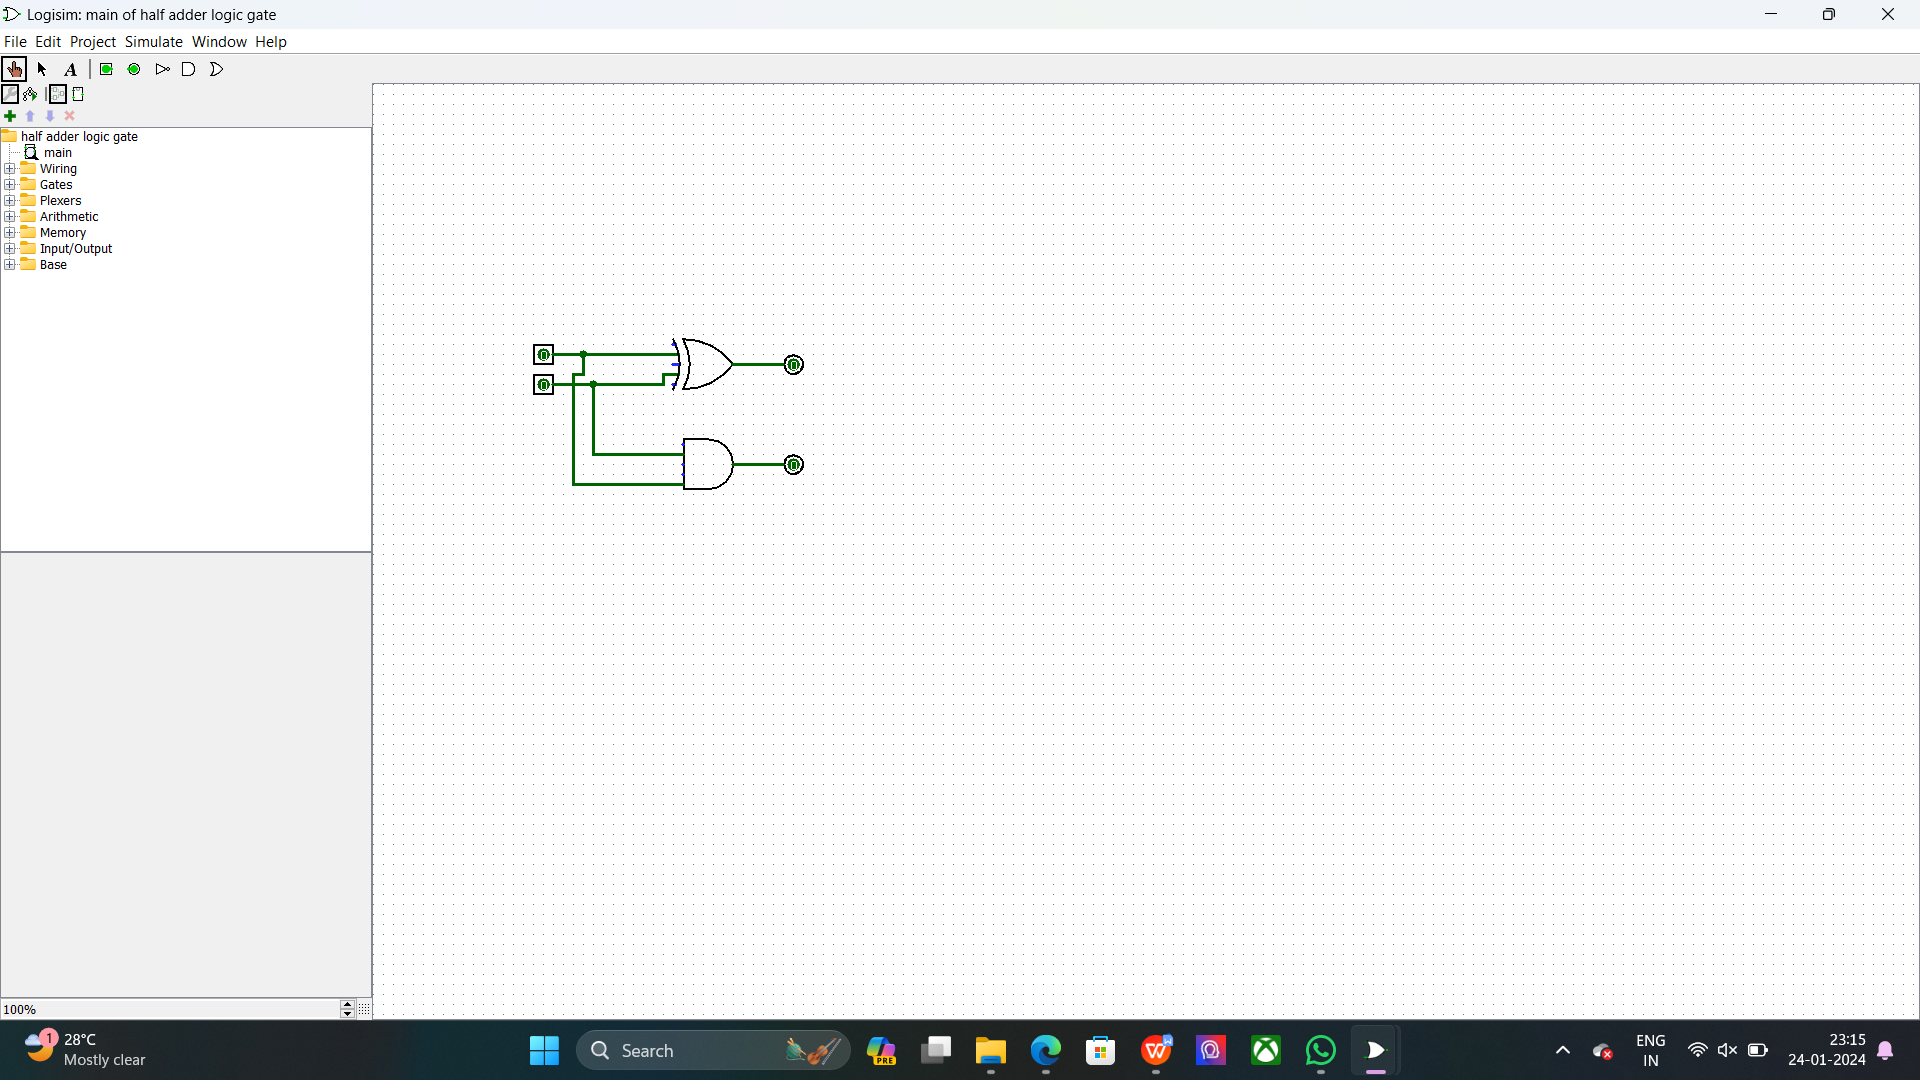 Logisim: main of half adder logic gate
File Edit Project Simulate Window Help
A
half adder logic gate
main
Wiring
Gates
Plexers
Arithmetic
Memory
Input/Output
Base
0
0
0
0
100%
1
28°C
Mostly clear
Search
PRE
W
ENG
IN
23:15
24-01-2024